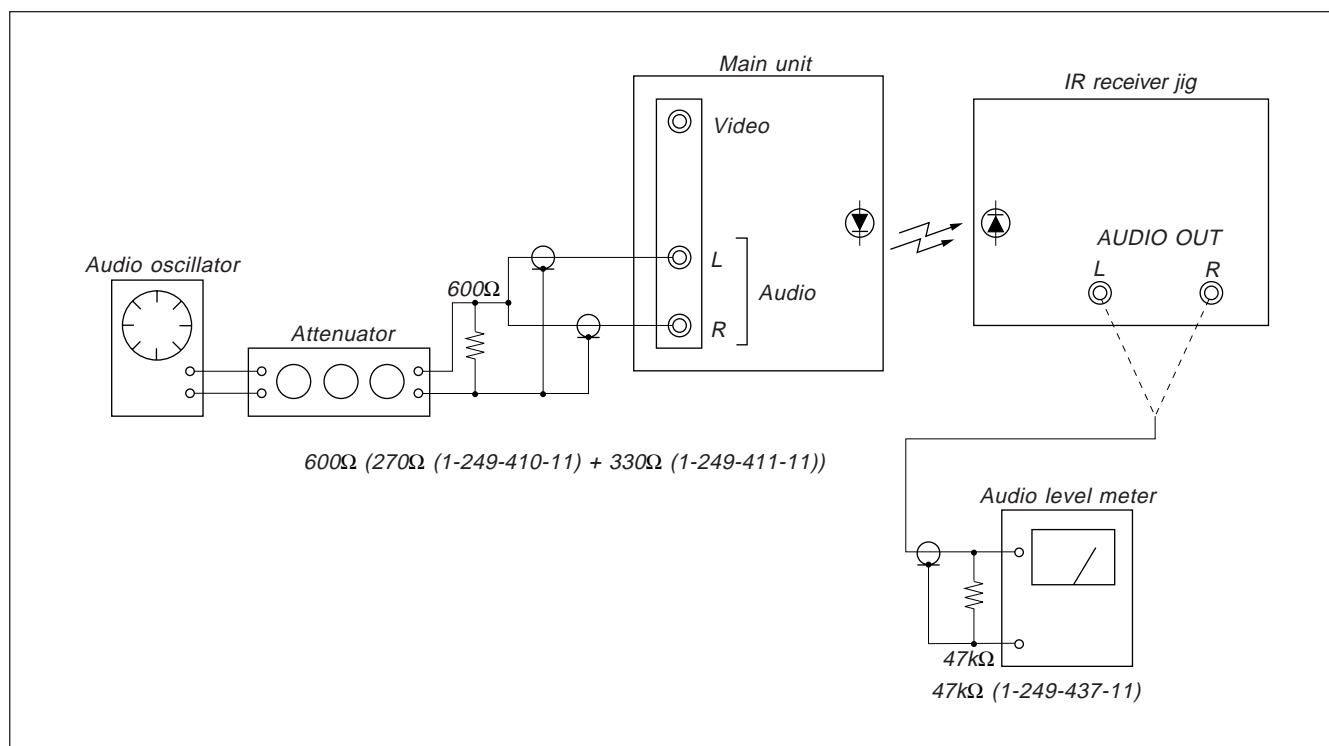 Main unit
IR receiver jig
Video
AUDIO OUT
L
R
Audio oscillator
L
600Ω
Audio
Attenuator
R
600Ω (270Ω (1-249-410-11) + 330Ω (1-249-411-11))
Audio level meter
47kΩ
47kΩ (1-249-437-11)